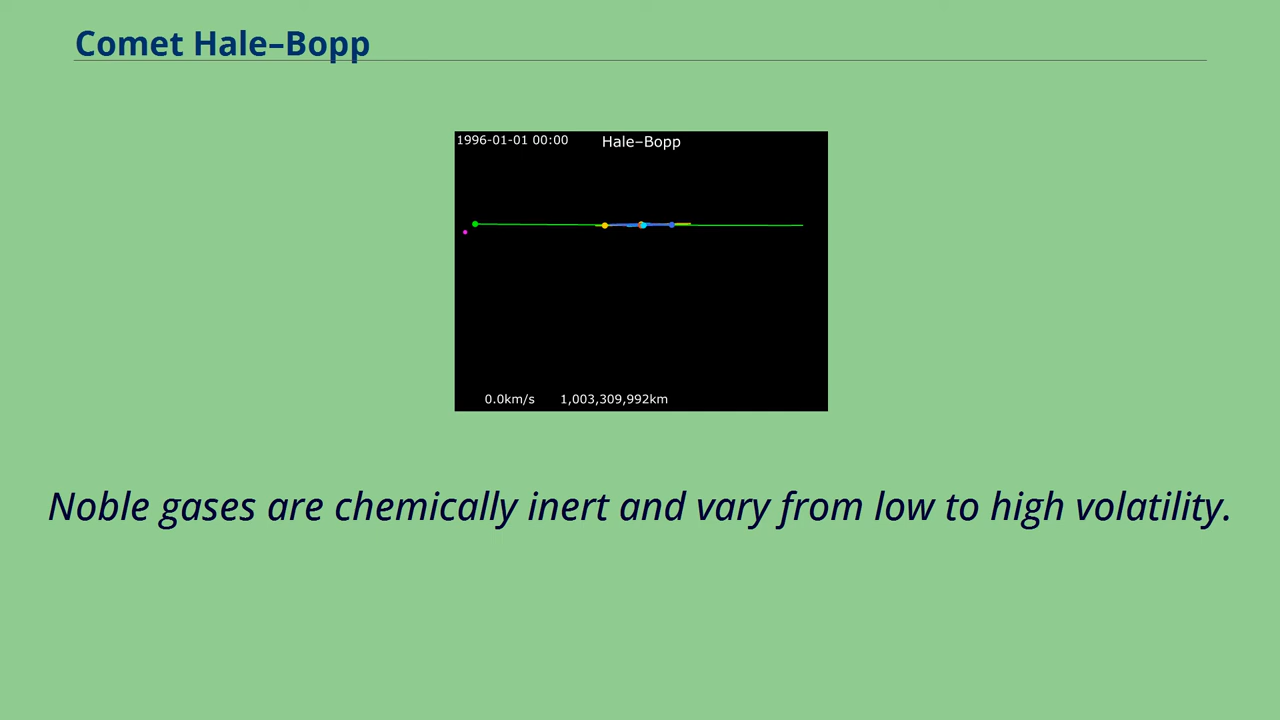 Comet Hale–Bopp
1996-01-01 00:00
Hale–Bopp
0.0km/s
1,003,309,992km
Noble gases are chemically inert and vary from low to high volatility.